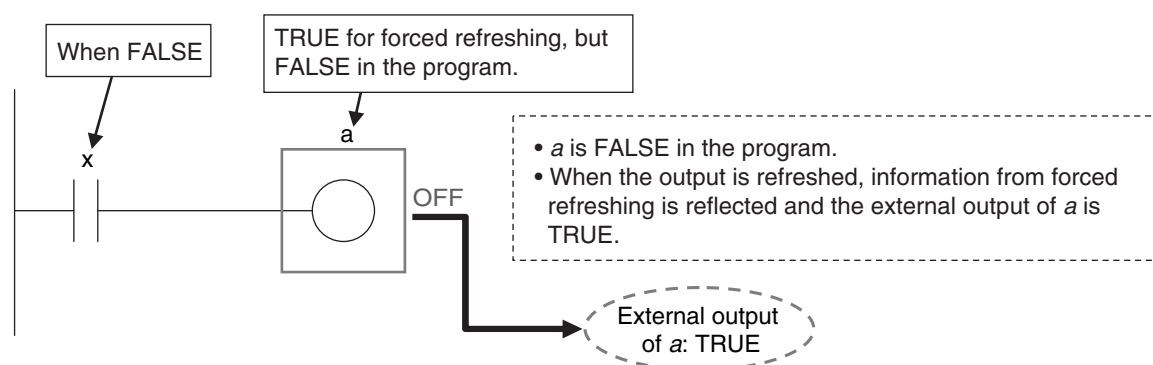 When FALSE
TRUE for forced refreshing, but
FALSE in the program.
x
a
OFF
• a is FALSE in the program.
• When the output is refreshed, information from forced
refreshing is reflected and the external output of a is
TRUE.
External output
of a: TRUE